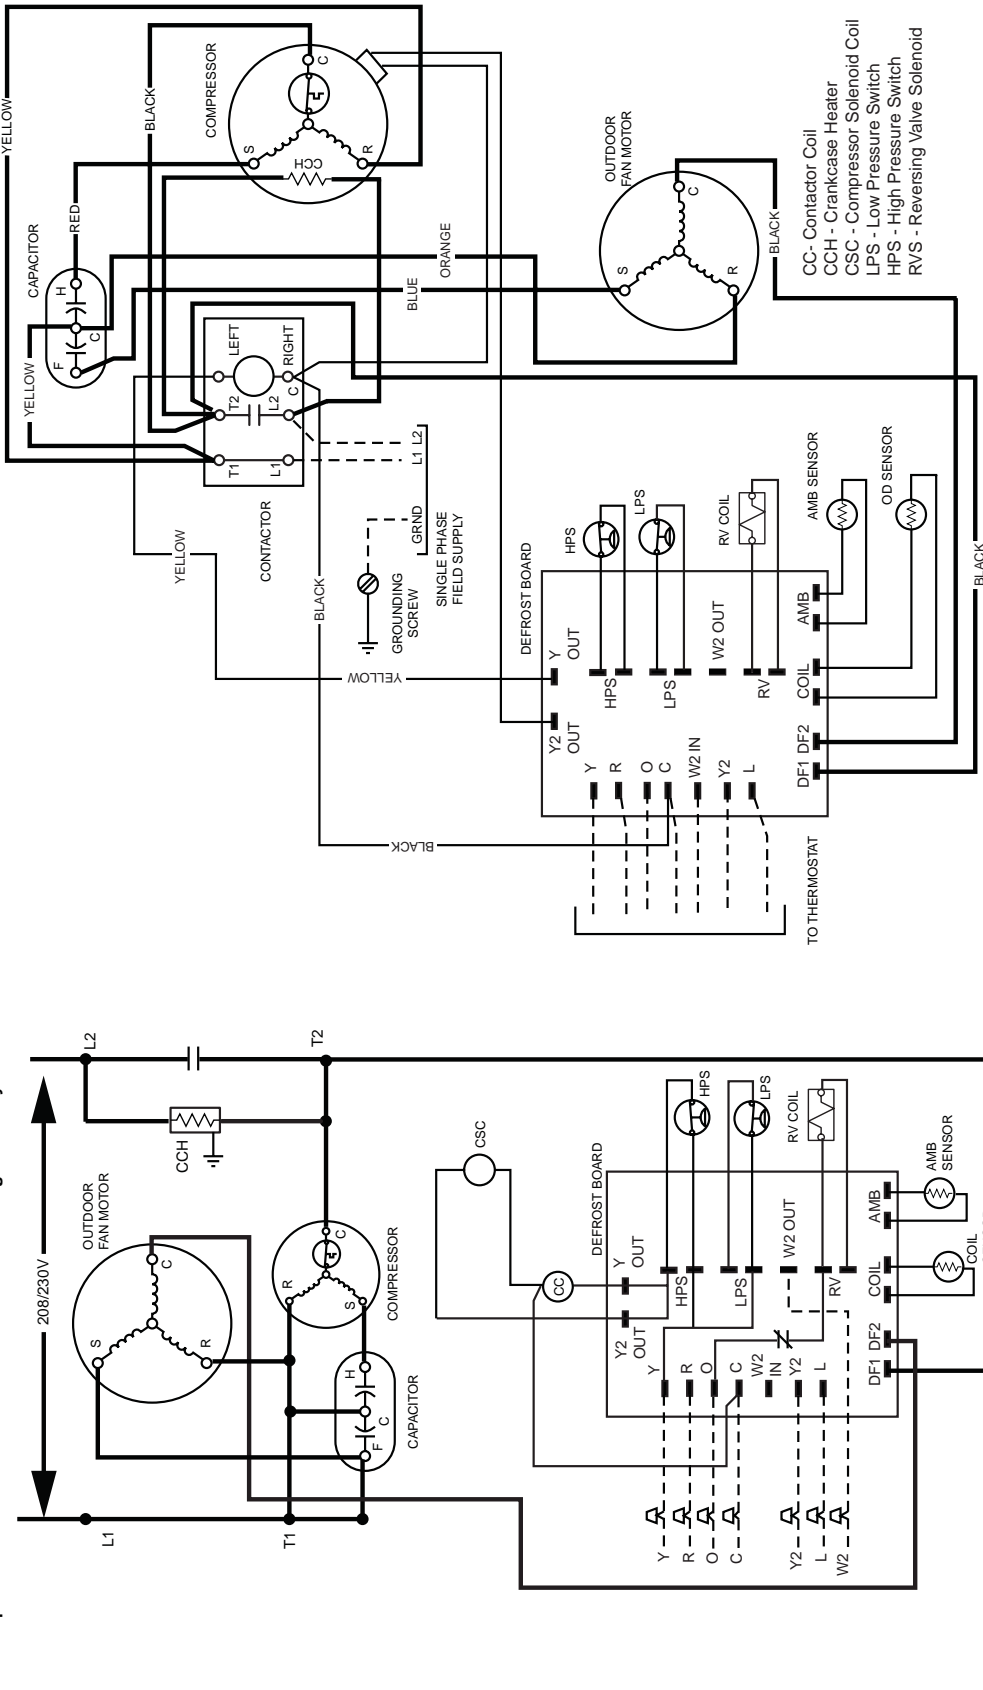 YELLOW
BLACK
COMPRESSOR
C
S
R
CCH
RED
CAPACITOR
H
C
F
YELLOW
ORANGE
BLUE
OUTDOOR
FAN MOTOR
C
S
R
BLACK
CC- Contactor Coil
CCH - Crankcase Heater
CSC - Compressor Solenoid Coil
LPS - Low Pressure Switch
HPS - High Pressure Switch
RVS - Reversing Valve Solenoid
LEFT
RIGHT
C
T2
L2
T1
L1
CONTACTOR
L1 L2
GRND
SINGLE PHASE
FIELD SUPPLY
GROUNDING
SCREW
YELLOW
BLACK
YELLOW
BLACK
DEFROST BOARD
HPS
LPS
RV COIL
AMB SENSOR
OD SENSOR
BLACK
Y
OUT
Y2
OUT
HPS
LPS
W2 OUT
RV
AMB
COIL
DF2
DF1
Y
R
O
C
W2 IN
Y2
L
TO THERMOSTAT
208/230V
L2
T2
L1
T1
CCH
OUTDOOR
FAN MOTOR
C
S
R
COMPRESSOR
C
R
S
CAPACITOR
H
C
F
CSC
CC
DEFROST BOARD
HPS
LPS
RV COIL
AMB
SENSOR
COIL
Y
OUT
Y2
OUT
HPS
LPS
W2 OUT
RV
AMB
COIL
DF2
DF1
Y
R
O
C
W2
IN
Y2
L
Y
R
O
C
Y2
L
W2